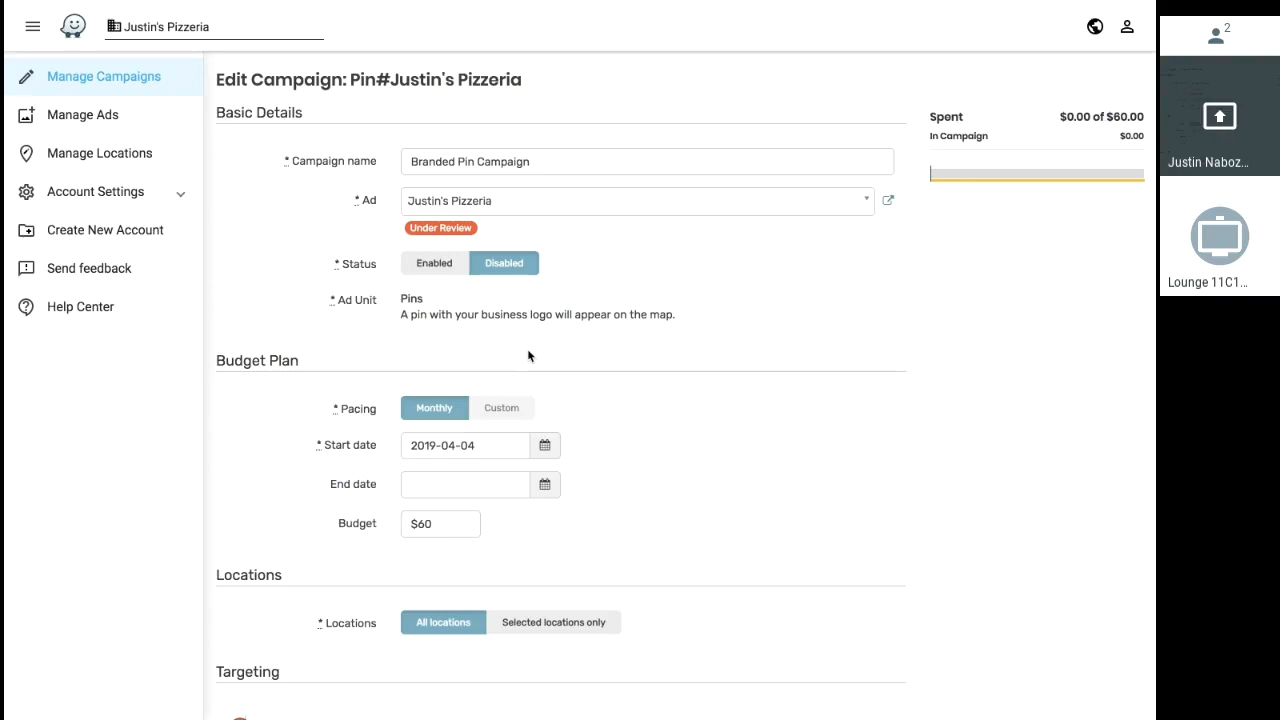 Justin's Pizzeria
Manage Campaigns
Manage Ads
Manage Locations
Account Settings
Create New Account
Send feedback
Help Center
Edit Campaign: Pin#Justin's Pizzeria
Basic Details
* Campaign name
Branded Pin Campaign
* Ad
Justin's Pizzeria
Under Review
* Status
Enabled
Disabled
* Ad Unit
Pins
A pin with your business logo will appear on the map.
Budget Plan
* Pacing
Monthly
Custom
* Start date
2019-04-04
End date
Budget
$60
Locations
* Locations
All locations
Selected locations only
Targeting
Spent
$0.00 of $60.00
In Campaign
$0.00
2
Justin Naboz...
Lounge 11C1...